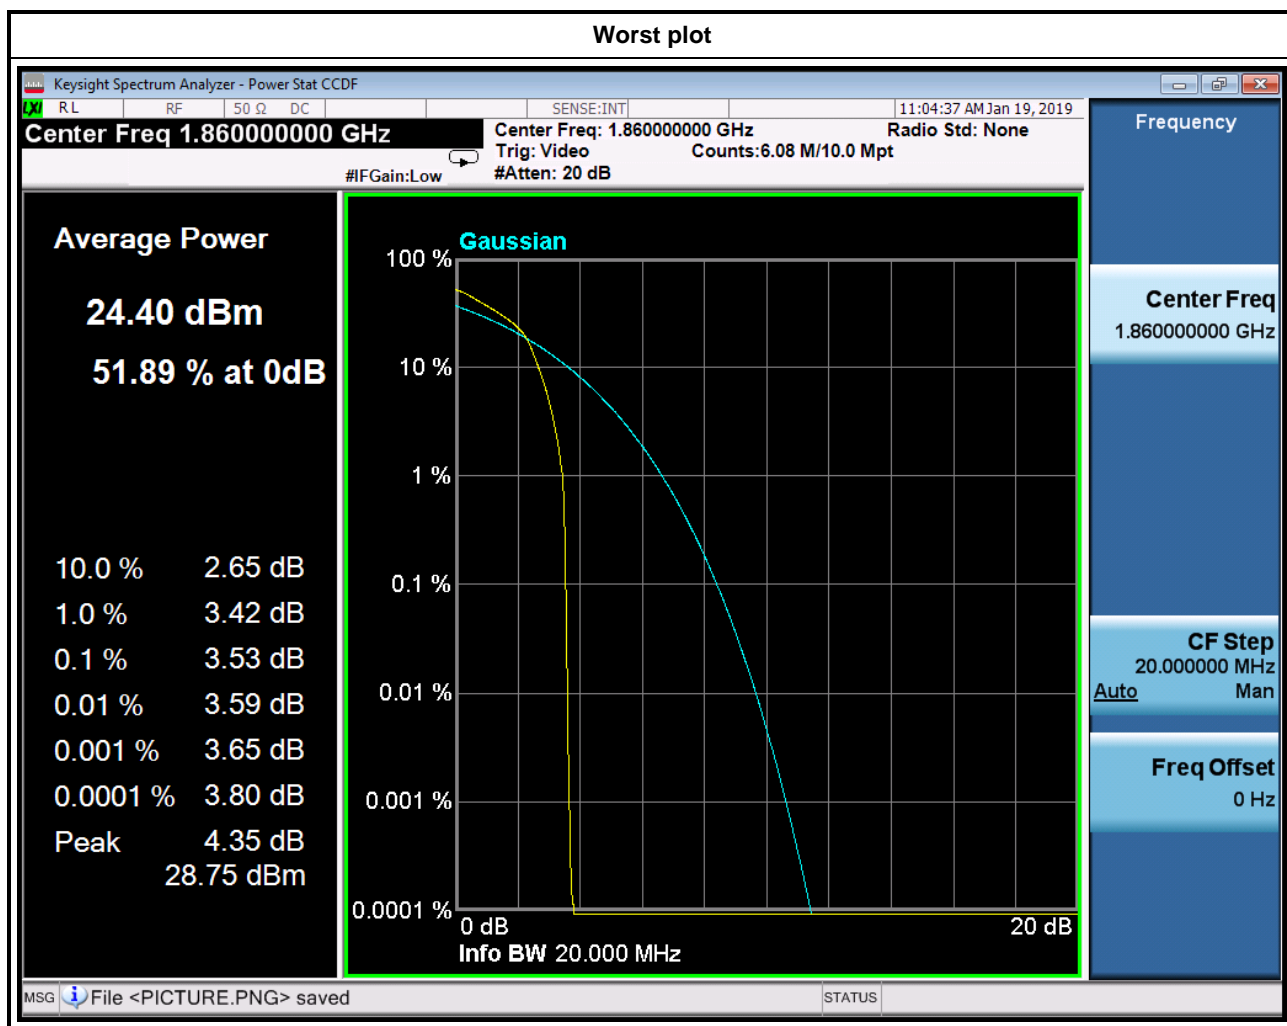 Worst plot
Keysight Spectrum Analyzer - Power Stat CCDF
LXI RL RF 50 Ω DC SENSE:INT 11:04:37 AM Jan 19, 2019
Center Freq 1.860000000 GHz
Center Freq: 1.860000000 GHz Radio Std: None
Trig: Video Counts:6.08 M/10.0 Mpt
#IFGain:Low #Atten: 20 dB
Average Power
24.40 dBm
51.89 % at 0dB
10.0 % 2.65 dB
1.0 % 3.42 dB
0.1 % 3.53 dB
0.01 % 3.59 dB
0.001 % 3.65 dB
0.0001 % 3.80 dB
Peak 4.35 dB
28.75 dBm
Gaussian
100 %
10 %
1 %
0.1 %
0.01 %
0.001 %
0.0001 %
0 dB 20 dB
Info BW 20.000 MHz
Frequency
Center Freq
1.860000000 GHz
CF Step
20.000000 MHz
Auto Man
Freq Offset
0 Hz
MSG File <PICTURE.PNG> saved STATUS